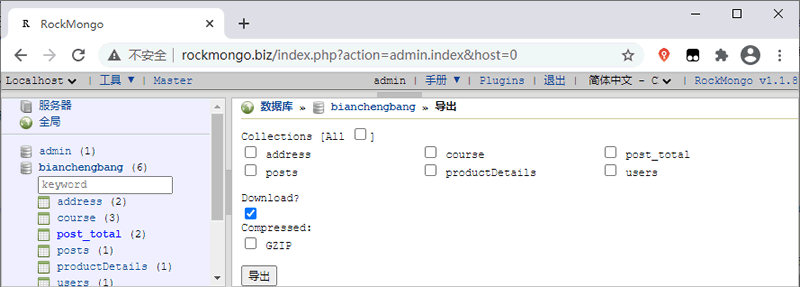 RockMongo
不安全 | rockmongo.biz/index.php?action=admin.index&host=0
Localhost | 工具 ▼ | Master admin | 手册 ▼ | Plugins | 退出 | 简体中文 - C | RockMongo v1.1.8
服务器
全局
admin (1)
bianchengbang (6)
keyword
address (2)
course (3)
post_total (2)
posts (1)
productDetails (1)
users (1)
数据库 » bianchengbang » 导出
Collections [All ]
address course post_total
posts productDetails users
Download?
Compressed:
GZIP
导出